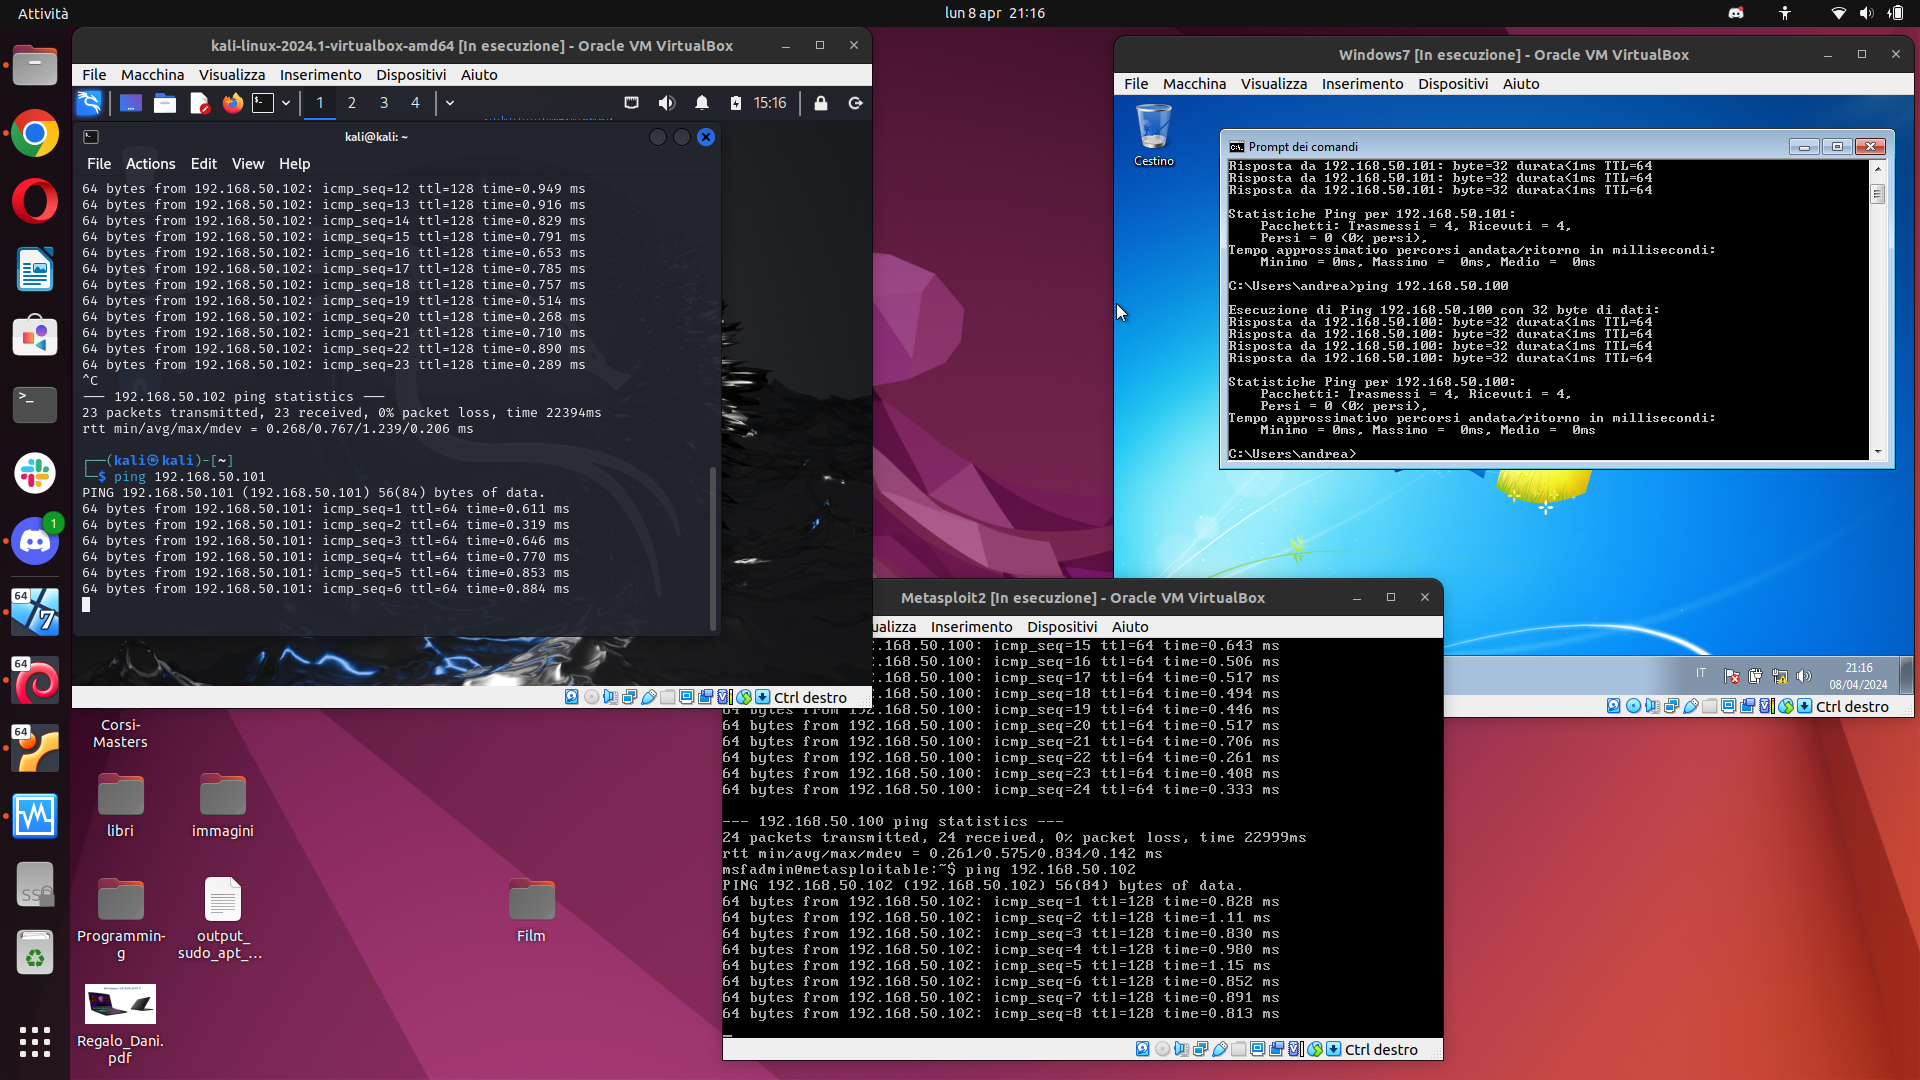 Attività
lun 8 apr 21:16
kali-linux-2024.1-virtualbox-amd64 [In esecuzione] - Oracle VM VirtualBox
File Macchina Visualizza Inserimento Dispositivi Aiuto
1 2 3 4
15:16
kali@kali: ~
File Actions Edit View Help
64 bytes from 192.168.50.102: icmp_seq=12 ttl=128 time=0.949 ms
64 bytes from 192.168.50.102: icmp_seq=13 ttl=128 time=0.916 ms
64 bytes from 192.168.50.102: icmp_seq=14 ttl=128 time=0.829 ms
64 bytes from 192.168.50.102: icmp_seq=15 ttl=128 time=0.791 ms
64 bytes from 192.168.50.102: icmp_seq=16 ttl=128 time=0.653 ms
64 bytes from 192.168.50.102: icmp_seq=17 ttl=128 time=0.785 ms
64 bytes from 192.168.50.102: icmp_seq=18 ttl=128 time=0.757 ms
64 bytes from 192.168.50.102: icmp_seq=19 ttl=128 time=0.514 ms
64 bytes from 192.168.50.102: icmp_seq=20 ttl=128 time=0.268 ms
64 bytes from 192.168.50.102: icmp_seq=21 ttl=128 time=0.710 ms
64 bytes from 192.168.50.102: icmp_seq=22 ttl=128 time=0.890 ms
64 bytes from 192.168.50.102: icmp_seq=23 ttl=128 time=0.289 ms
^C
--- 192.168.50.102 ping statistics ---
23 packets transmitted, 23 received, 0% packet loss, time 22394ms
rtt min/avg/max/mdev = 0.268/0.767/1.239/0.206 ms
┌──(kali㉿kali)-[~]
└─$ ping 192.168.50.101
PING 192.168.50.101 (192.168.50.101) 56(84) bytes of data.
64 bytes from 192.168.50.101: icmp_seq=1 ttl=64 time=0.611 ms
64 bytes from 192.168.50.101: icmp_seq=2 ttl=64 time=0.319 ms
64 bytes from 192.168.50.101: icmp_seq=3 ttl=64 time=0.646 ms
64 bytes from 192.168.50.101: icmp_seq=4 ttl=64 time=0.770 ms
64 bytes from 192.168.50.101: icmp_seq=5 ttl=64 time=0.853 ms
64 bytes from 192.168.50.101: icmp_seq=6 ttl=64 time=0.884 ms
Ctrl destro
Windows7 [In esecuzione] - Oracle VM VirtualBox
File Macchina Visualizza Inserimento Dispositivi Aiuto
Cestino
Prompt dei comandi
Risposta da 192.168.50.101: byte=32 durata<1ms TTL=64
Risposta da 192.168.50.101: byte=32 durata<1ms TTL=64
Risposta da 192.168.50.101: byte=32 durata<1ms TTL=64
Statistiche Ping per 192.168.50.101:
Pacchetti: Trasmessi = 4, Ricevuti = 4,
Persi = 0 (0% persi),
Tempo approssimativo percorsi andata/ritorno in millisecondi:
Minimo = 0ms, Massimo = 0ms, Medio = 0ms
C:\Users\andrea>ping 192.168.50.100
Esecuzione di Ping 192.168.50.100 con 32 byte di dati:
Risposta da 192.168.50.100: byte=32 durata<1ms TTL=64
Risposta da 192.168.50.100: byte=32 durata<1ms TTL=64
Risposta da 192.168.50.100: byte=32 durata<1ms TTL=64
Risposta da 192.168.50.100: byte=32 durata<1ms TTL=64
Statistiche Ping per 192.168.50.100:
Pacchetti: Trasmessi = 4, Ricevuti = 4,
Persi = 0 (0% persi),
Tempo approssimativo percorsi andata/ritorno in millisecondi:
Minimo = 0ms, Massimo = 0ms, Medio = 0ms
C:\Users\andrea>
IT
21:16
08/04/2024
Ctrl destro
Metasploit2 [In esecuzione] - Oracle VM VirtualBox
ualizza Inserimento Dispositivi Aiuto
.168.50.100: icmp_seq=15 ttl=64 time=0.643 ms
.168.50.100: icmp_seq=16 ttl=64 time=0.506 ms
.168.50.100: icmp_seq=17 ttl=64 time=0.517 ms
.168.50.100: icmp_seq=18 ttl=64 time=0.494 ms
64 bytes from 192.168.50.100: icmp_seq=19 ttl=64 time=0.446 ms
64 bytes from 192.168.50.100: icmp_seq=20 ttl=64 time=0.517 ms
64 bytes from 192.168.50.100: icmp_seq=21 ttl=64 time=0.706 ms
64 bytes from 192.168.50.100: icmp_seq=22 ttl=64 time=0.261 ms
64 bytes from 192.168.50.100: icmp_seq=23 ttl=64 time=0.408 ms
64 bytes from 192.168.50.100: icmp_seq=24 ttl=64 time=0.333 ms
--- 192.168.50.100 ping statistics ---
24 packets transmitted, 24 received, 0% packet loss, time 22999ms
rtt min/avg/max/mdev = 0.261/0.575/0.834/0.142 ms
msfadmin@metasploitable:~$ ping 192.168.50.102
PING 192.168.50.102 (192.168.50.102) 56(84) bytes of data.
64 bytes from 192.168.50.102: icmp_seq=1 ttl=128 time=0.828 ms
64 bytes from 192.168.50.102: icmp_seq=2 ttl=128 time=1.11 ms
64 bytes from 192.168.50.102: icmp_seq=3 ttl=128 time=0.830 ms
64 bytes from 192.168.50.102: icmp_seq=4 ttl=128 time=0.980 ms
64 bytes from 192.168.50.102: icmp_seq=5 ttl=128 time=1.15 ms
64 bytes from 192.168.50.102: icmp_seq=6 ttl=128 time=0.852 ms
64 bytes from 192.168.50.102: icmp_seq=7 ttl=128 time=0.891 ms
64 bytes from 192.168.50.102: icmp_seq=8 ttl=128 time=0.813 ms
Ctrl destro
1
64
7
64
64
SS
Corsi-
Masters
libri
immagini
Programmin-
g
output_
sudo_apt_...
Film
Regalo_Dani.
pdf